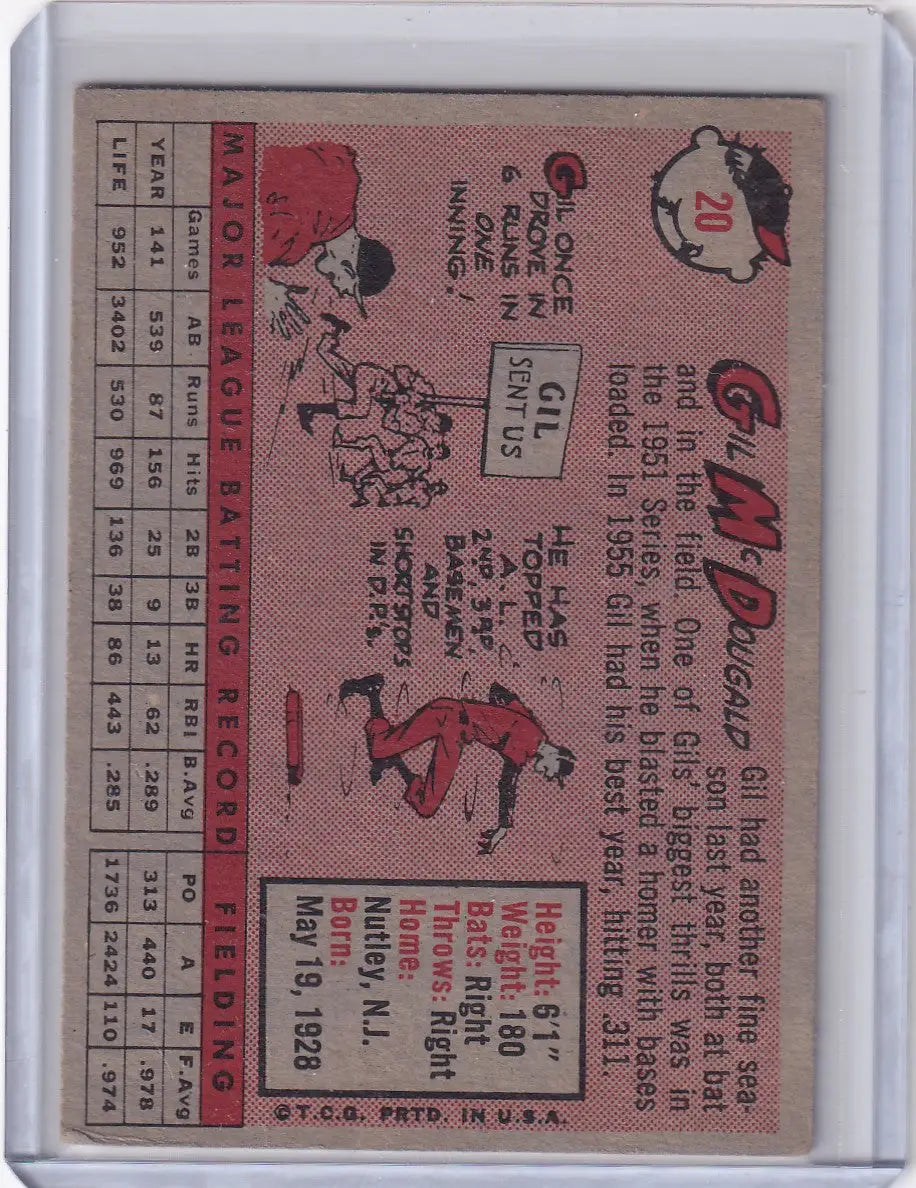 20
GIL McDOUGALD
Gil had another fine sea-
son last year, both at bat
and in the field. One of Gils' biggest thrills was in
the 1951 Series when he blasted a homer with bases
loaded. In 1955 Gil had his best year, hitting .311.
GIL ONCE
DROVE IN
6 RUNS IN
ONE
INNING!
GIL
SENT US
HE HAS
TOPPED
A.L.
2ND, 3RD,
BASEMEN
AND
SHORTSTOPS
IN D.P.'s.
Height: 6'1"
Weight: 180
Bats: Right
Throws: Right
Home:
Nutley, N.J.
Born:
May 19, 1928
©T.C.G. PRTD. IN U.S.A.
MAJOR LEAGUE BATTING RECORD FIELDING
Games AB Runs Hits 2B 3B HR RBI B.Avg PO A E F.Avg
YEAR 141 539 87 156 25 9 13 62 .289 313 440 17 .978
LIFE 952 3402 530 969 136 38 86 443 .285 1736 2424 110 .974